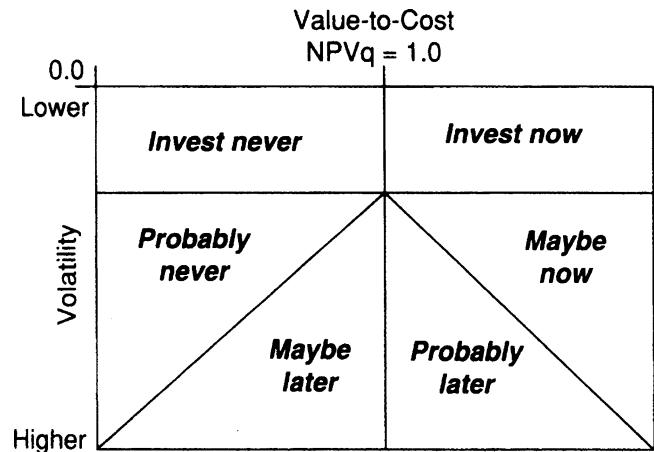 Value-to-Cost
NPVq = 1.0
0.0
Lower
Invest never
Invest now
Volatility
Probably
never
Maybe
now
Maybe
later
Probably
later
Higher